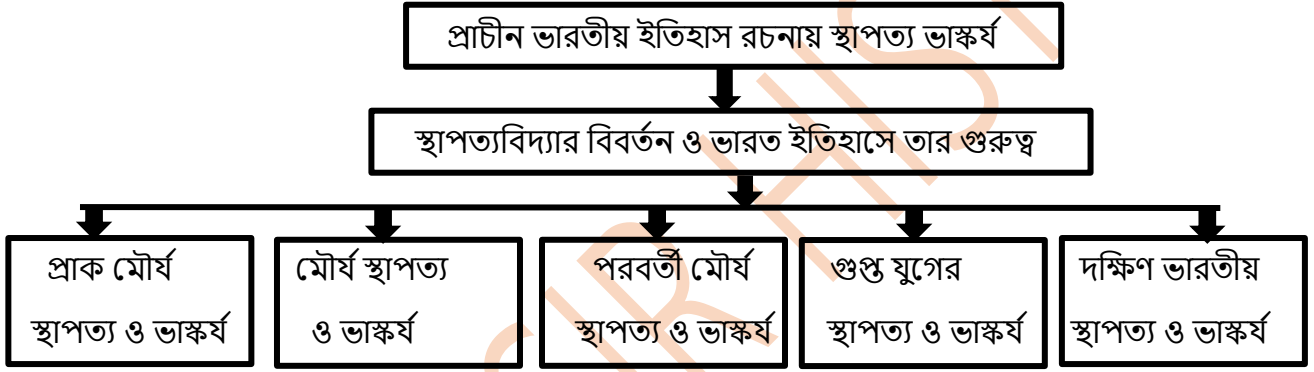 প্রাচীন ভারতীয় ইতিহাস রচনায় স্থাপত্য ভাস্কর্য
স্থাপত্যবিদ্যার বিবর্তন ও ভারত ইতিহাসে তার গুরুত্ব
প্রাক মৌর্য
স্থাপত্য ও ভাস্কর্য
মৌর্য স্থাপত্য
ও ভাস্কর্য
পরবর্তী মৌর্য
স্থাপত্য ও ভাস্কর্য
গুপ্ত যুগের
স্থাপত্য ও ভাস্কর্য
দক্ষিণ ভারতীয়
স্থাপত্য ও ভাস্কর্য